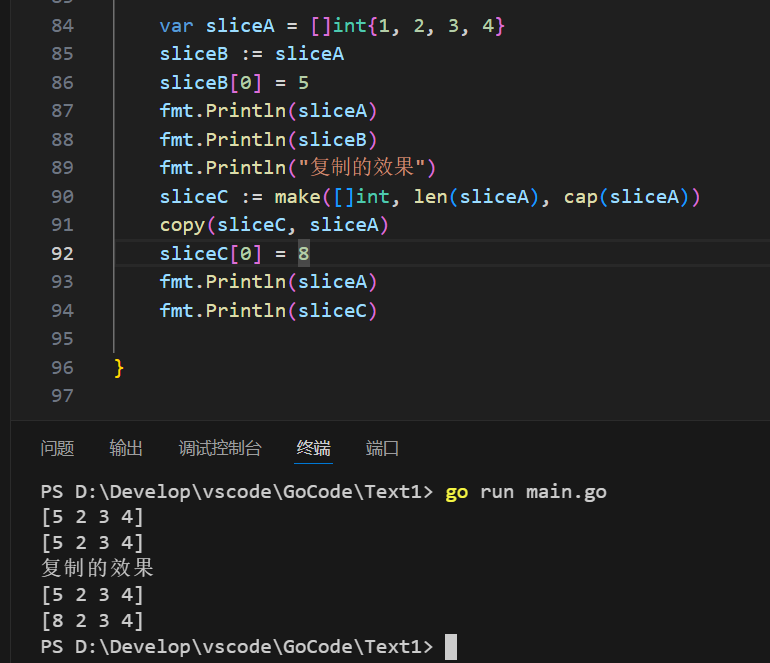 84 var sliceA = []int{1, 2, 3, 4}
85 sliceB := sliceA
86 sliceB[0] = 5
87 fmt.Println(sliceA)
88 fmt.Println(sliceB)
89 fmt.Println("复制的效果")
90 sliceC := make([]int, len(sliceA), cap(sliceA))
91 copy(sliceC, sliceA)
92 sliceC[0] = 8
93 fmt.Println(sliceA)
94 fmt.Println(sliceC)
95
96 }
97
问题 输出 调试控制台 终端 端口
PS D:\Develop\vscode\GoCode\Text1> go run main.go
[5 2 3 4]
[5 2 3 4]
复制的效果
[5 2 3 4]
[8 2 3 4]
PS D:\Develop\vscode\GoCode\Text1>